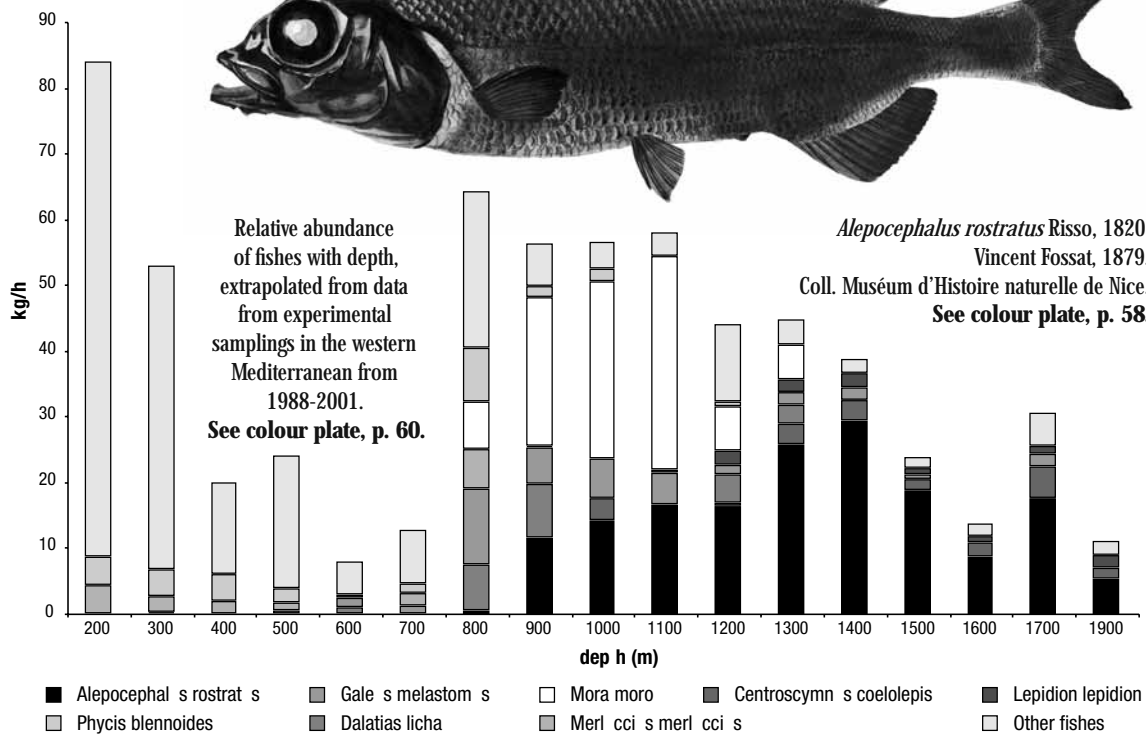 90
80
70
60
50
40
30
20
10
0
kg/h
Relative abundance
of fishes with depth,
extrapolated from data
from experimental
samplings in the western
Mediterranean from
1988-2001.
See colour plate, p. 60.
Alepocephalus rostratus Risso, 1820
Vincent Fossat, 1879
Coll. Muséum d'Histoire naturelle de Nice
See colour plate, p. 58
200 300 400 500 600 700 800 900 1000 1100 1200 1300 1400 1500 1600 1700 1900
dep h (m)
Alepocephal s rostrat s Gale s melastom s Mora moro Centroscymn s coelolepis Lepidion lepidion
Phycis blennoides Dalatias licha Merl cci s merl cci s Other fishes